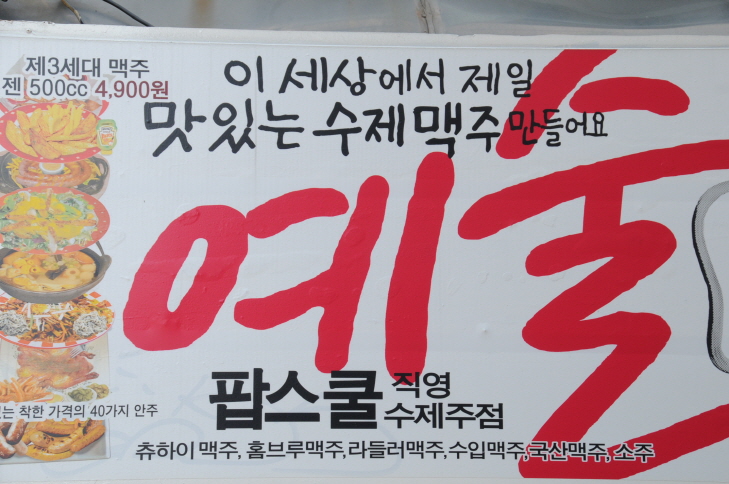 제3세대 맥주
젠 500cc 4,900원
이 세상에서 제일
맛있는 수제맥주 만들어요
예술
팝스쿨 직영
수제주점
는 착한 가격의 40가지 안주
츄하이 맥주, 홈브루맥주,라들러맥주,수입맥주,국산맥주, 소주